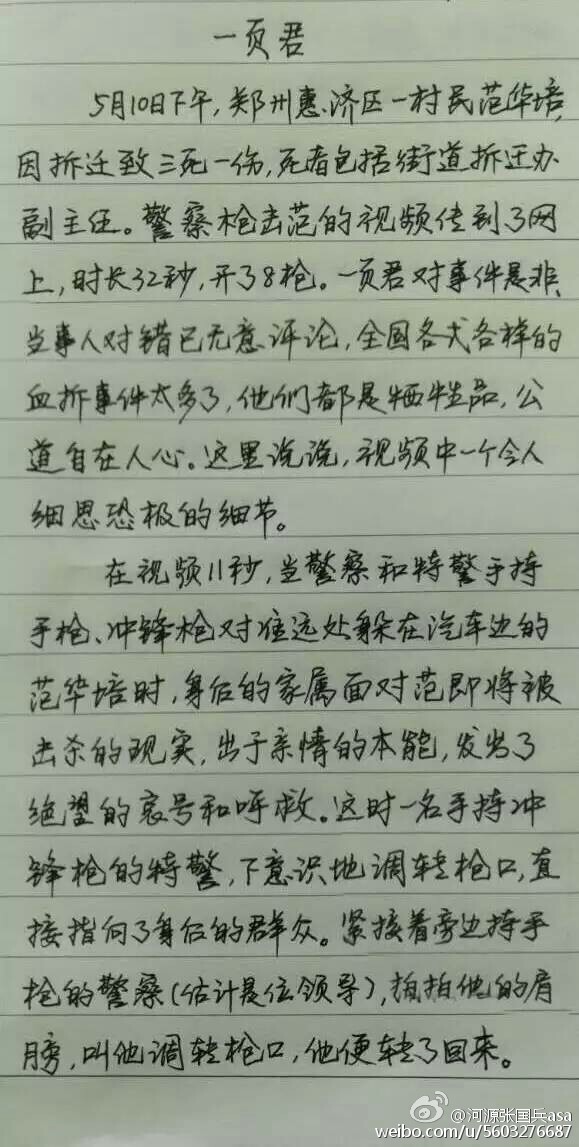 一页君
5月10日下午,郑州惠济区一村民范华培,
因拆迁致三死一伤,死者包括街道拆迁办
副主任。警察枪击范的视频传到了网
上,时长32秒,开了8枪。一页君对事件是非、
当事人对错已无意评论,全国各式各样的
血拆事件太多了,他们都是牺牲品,公
道自在人心。这里说说,视频中一个令人
细思恐极的细节。
在视频11秒,当警察和特警手持
手枪、冲锋枪对准远处躲在汽车边的
范华培时,身后的家属面对范即将被
击杀的现实,出于亲情的本能,发出了
绝望的哀号和呼救。这时一名手持冲
锋枪的特警,下意识地调转枪口,直
接指向了身后的群众。紧接着旁边持手
枪的警察(估计是位领导),拍拍他的肩
膀,叫他调转枪口,他便转了回来。
@河源张国兵asa
weibo.com/u/5603276687